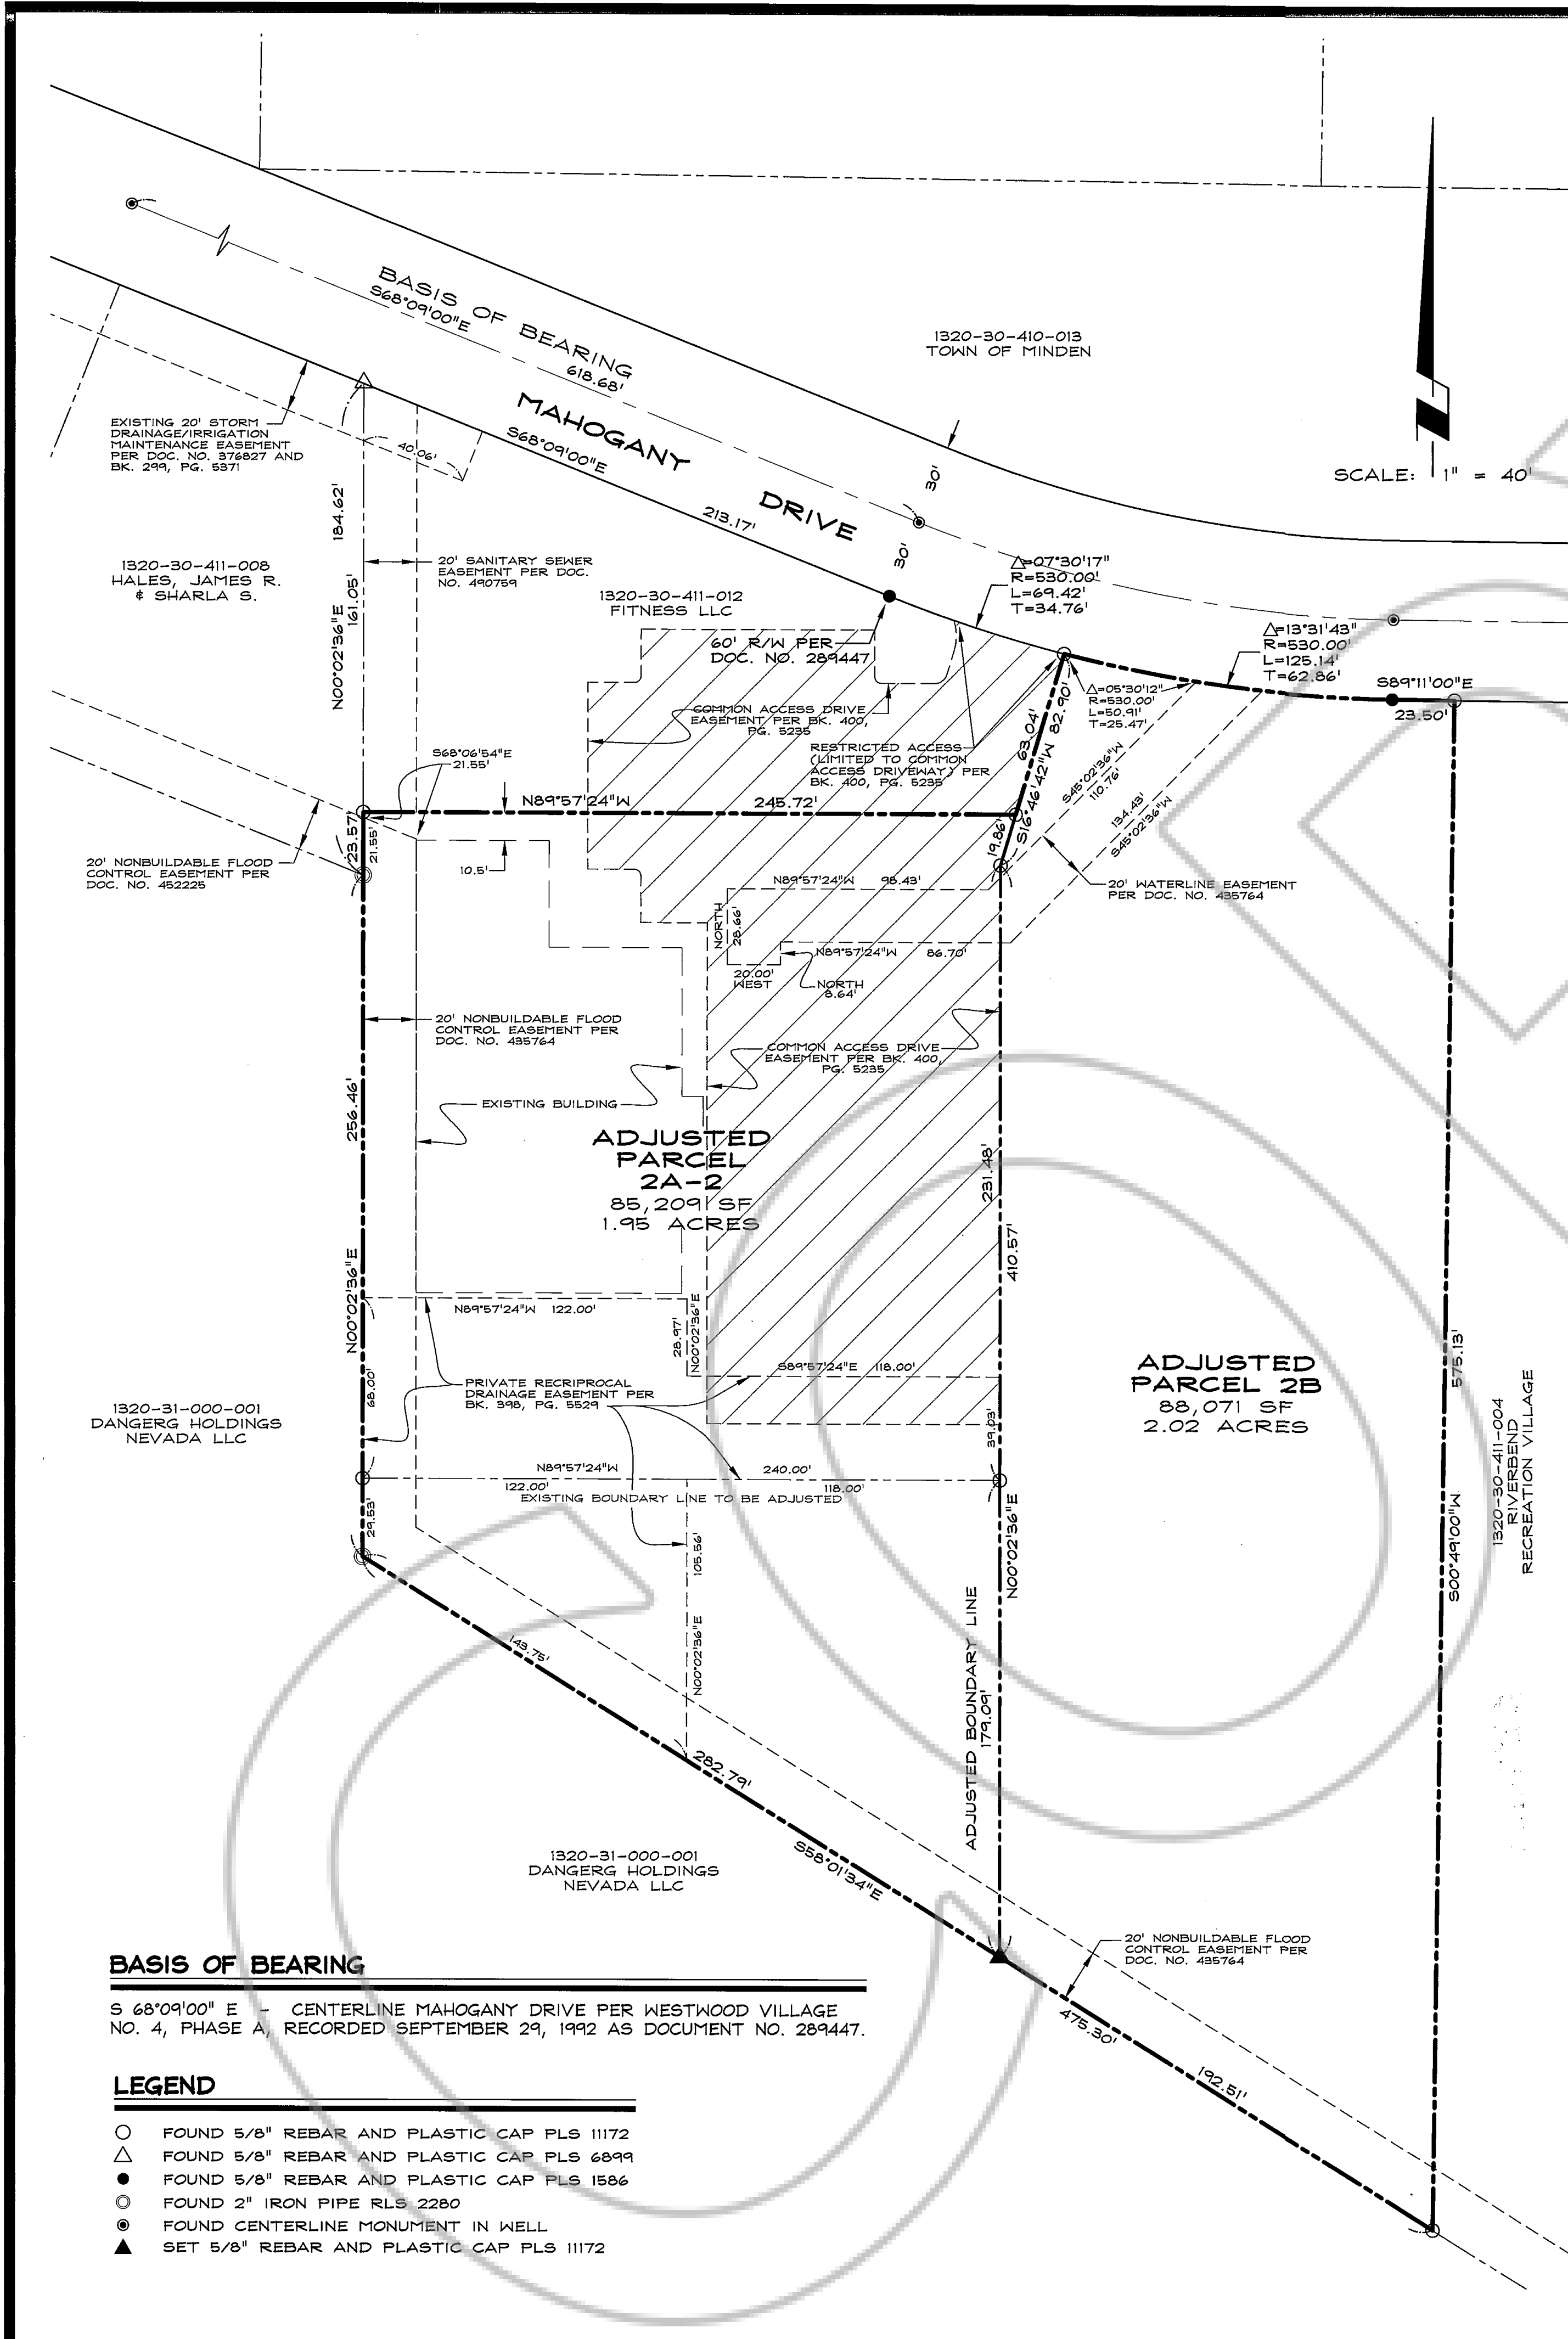 BASIS OF BEARING
S68°09'00"E
618.68'
MAHOGANY
DRIVE
S68°09'00"E
213.17'
1320-30-410-013
TOWN OF MINDEN
30'
30'
SCALE: 1" = 40'
EXISTING 20' STORM
DRAINAGE/IRRIGATION
MAINTENANCE EASEMENT
PER DOC. NO. 376827 AND
BK. 299, PG. 5371
40.06'
184.62'
N00°02'36"E
161.05'
20' SANITARY SEWER
EASEMENT PER DOC.
NO. 490759
1320-30-411-008
HALES, JAMES R.
& SHARLA S.
1320-30-411-012
FITNESS LLC
60' R/W PER
DOC. NO. 289447
Δ=07°30'17"
R=530.00'
L=69.42'
T=34.76'
Δ=13°31'43"
R=530.00'
L=125.14'
T=62.86'
S89°11'00"E
23.50'
Δ=05°30'12"
R=530.00'
L=50.91'
T=25.47'
COMMON ACCESS DRIVE
EASEMENT PER BK. 400,
PG. 5235
RESTRICTED ACCESS
(LIMITED TO COMMON
ACCESS DRIVEWAY) PER
BK. 400, PG. 5235
63.04'
S16°46'42"W 82.90'
19.86'
S45°02'36"W
110.76'
134.43'
S45°02'36"W
S68°06'54"E
21.55'
N89°57'24"W 245.72'
23.57'
21.55'
10.5'
20' NONBUILDABLE FLOOD
CONTROL EASEMENT PER
DOC. NO. 452225
20' WATERLINE EASEMENT
PER DOC. NO. 435764
N89°57'24"W 98.43'
NORTH
28.66'
N89°57'24"W 86.70'
20.00'
WEST
NORTH
8.64'
20' NONBUILDABLE FLOOD
CONTROL EASEMENT PER
DOC. NO. 435764
COMMON ACCESS DRIVE
EASEMENT PER BK. 400,
PG. 5235
256.46'
EXISTING BUILDING
ADJUSTED
PARCEL
2A-2
85,209 SF
1.95 ACRES
231.48'
410.57'
N00°02'36"E
N89°57'24"W 122.00'
28.97'
N00°02'36"E
S89°57'24"E 118.00'
68.00'
PRIVATE RECRIPROCAL
DRAINAGE EASEMENT PER
BK. 398, PG. 5529
39.03'
ADJUSTED
PARCEL 2B
88,071 SF
2.02 ACRES
575.13'
S00°49'00"W
1320-30-411-004
RIVERBEND
RECREATION VILLAGE
1320-31-000-001
DANGERG HOLDINGS
NEVADA LLC
N89°57'24"W 240.00'
122.00' 118.00'
EXISTING BOUNDARY LINE TO BE ADJUSTED
29.53'
105.56'
N00°02'36"E
N00°02'36"E
ADJUSTED BOUNDARY LINE
179.09'
143.75'
282.79'
S58°01'34"E
1320-31-000-001
DANGERG HOLDINGS
NEVADA LLC
20' NONBUILDABLE FLOOD
CONTROL EASEMENT PER
DOC. NO. 435764
475.30'
192.51'
BASIS OF BEARING
S 68°09'00" E - CENTERLINE MAHOGANY DRIVE PER WESTWOOD VILLAGE
NO. 4, PHASE A, RECORDED SEPTEMBER 29, 1992 AS DOCUMENT NO. 289447.
LEGEND
FOUND 5/8" REBAR AND PLASTIC CAP PLS 11172
FOUND 5/8" REBAR AND PLASTIC CAP PLS 6899
FOUND 5/8" REBAR AND PLASTIC CAP PLS 1586
FOUND 2" IRON PIPE RLS 2280
FOUND CENTERLINE MONUMENT IN WELL
SET 5/8" REBAR AND PLASTIC CAP PLS 11172